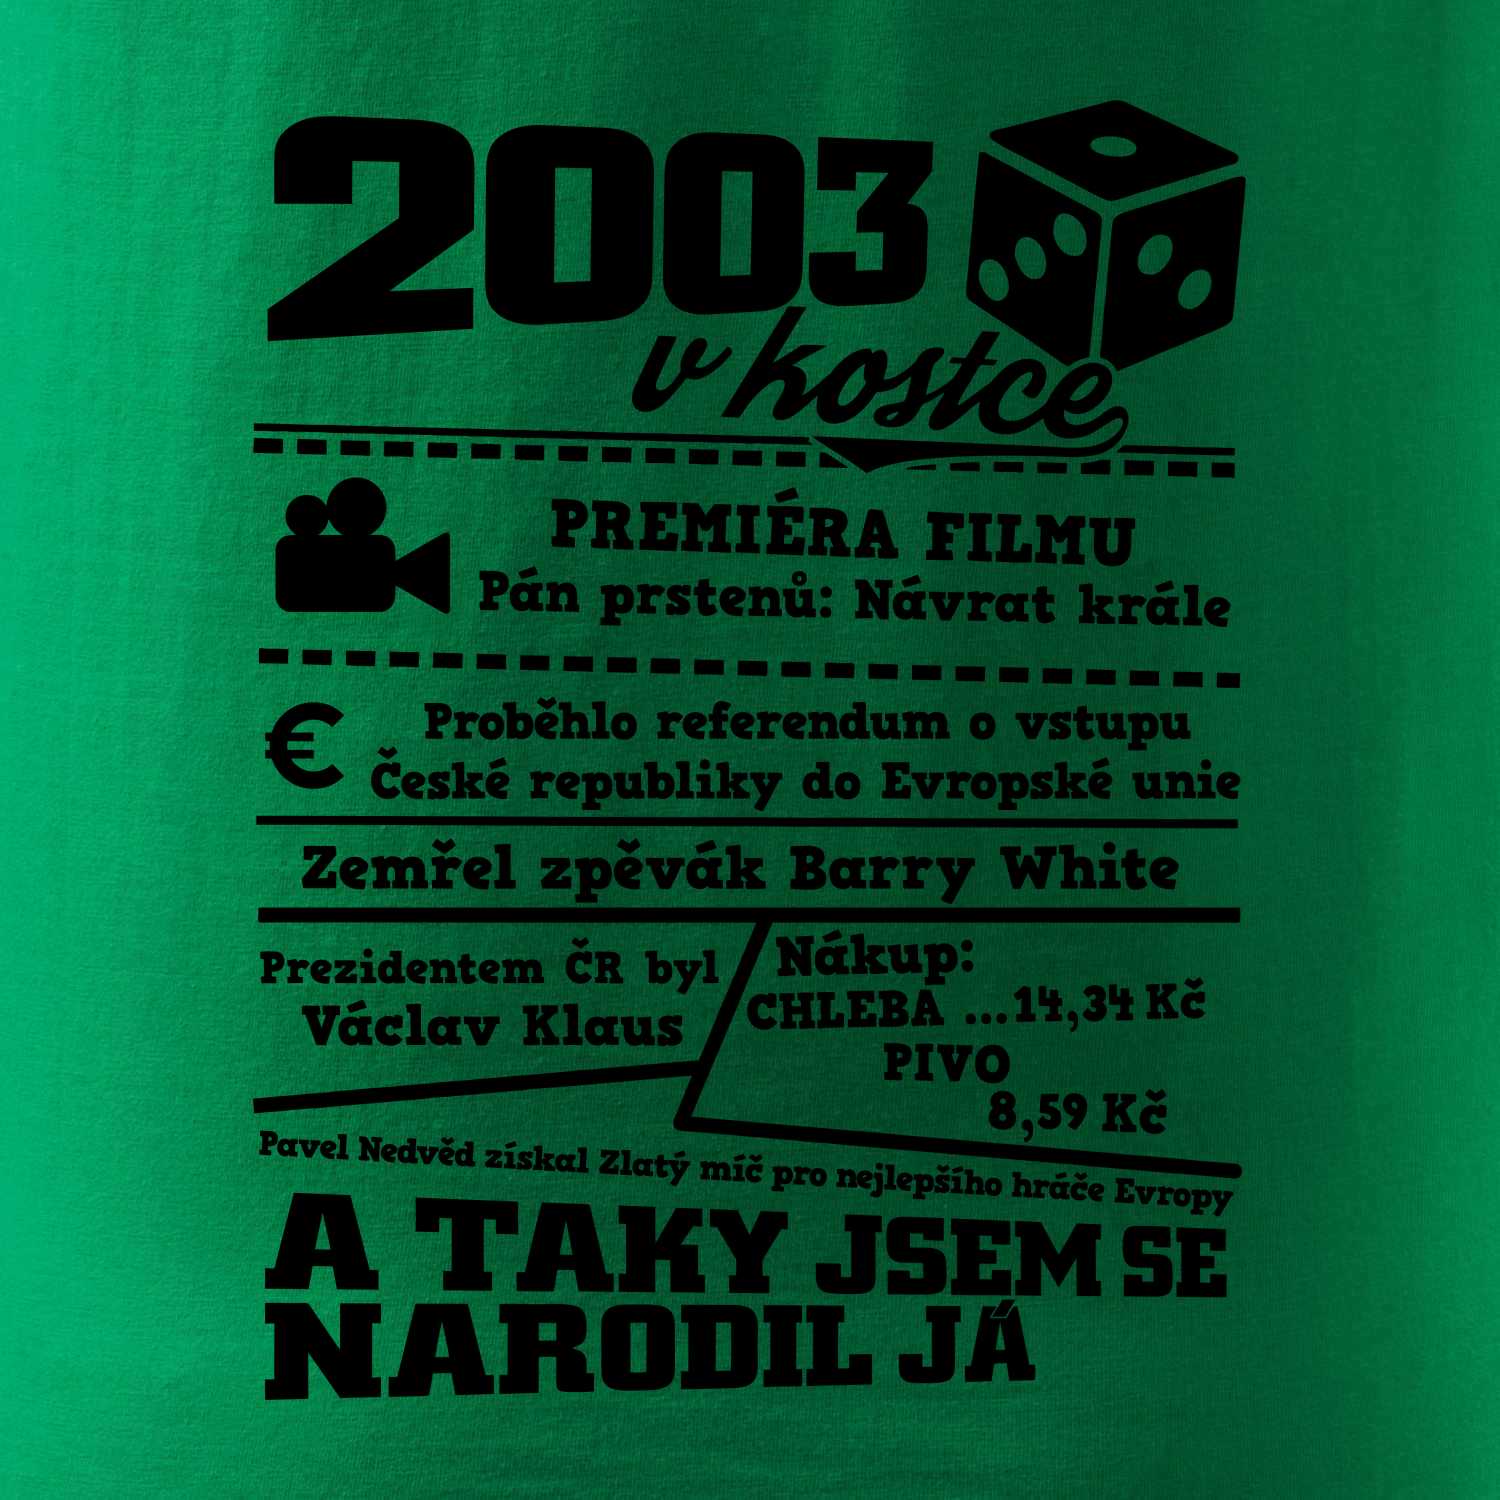 2003
v kostce
PREMIÉRA FILMU
Pán prstenů: Návrat krále
€ Proběhlo referendum o vstupu
České republiky do Evropské unie
Zemřel zpěvák Barry White
Prezidentem ČR byl
Václav Klaus
Nákup:
CHLEBA ...14,34 Kč
PIVO
8,59 Kč
Pavel Nedvěd získal Zlatý míč pro nejlepšího hráče Evropy
A TAKY JSEM SE
NARODIL JÁ